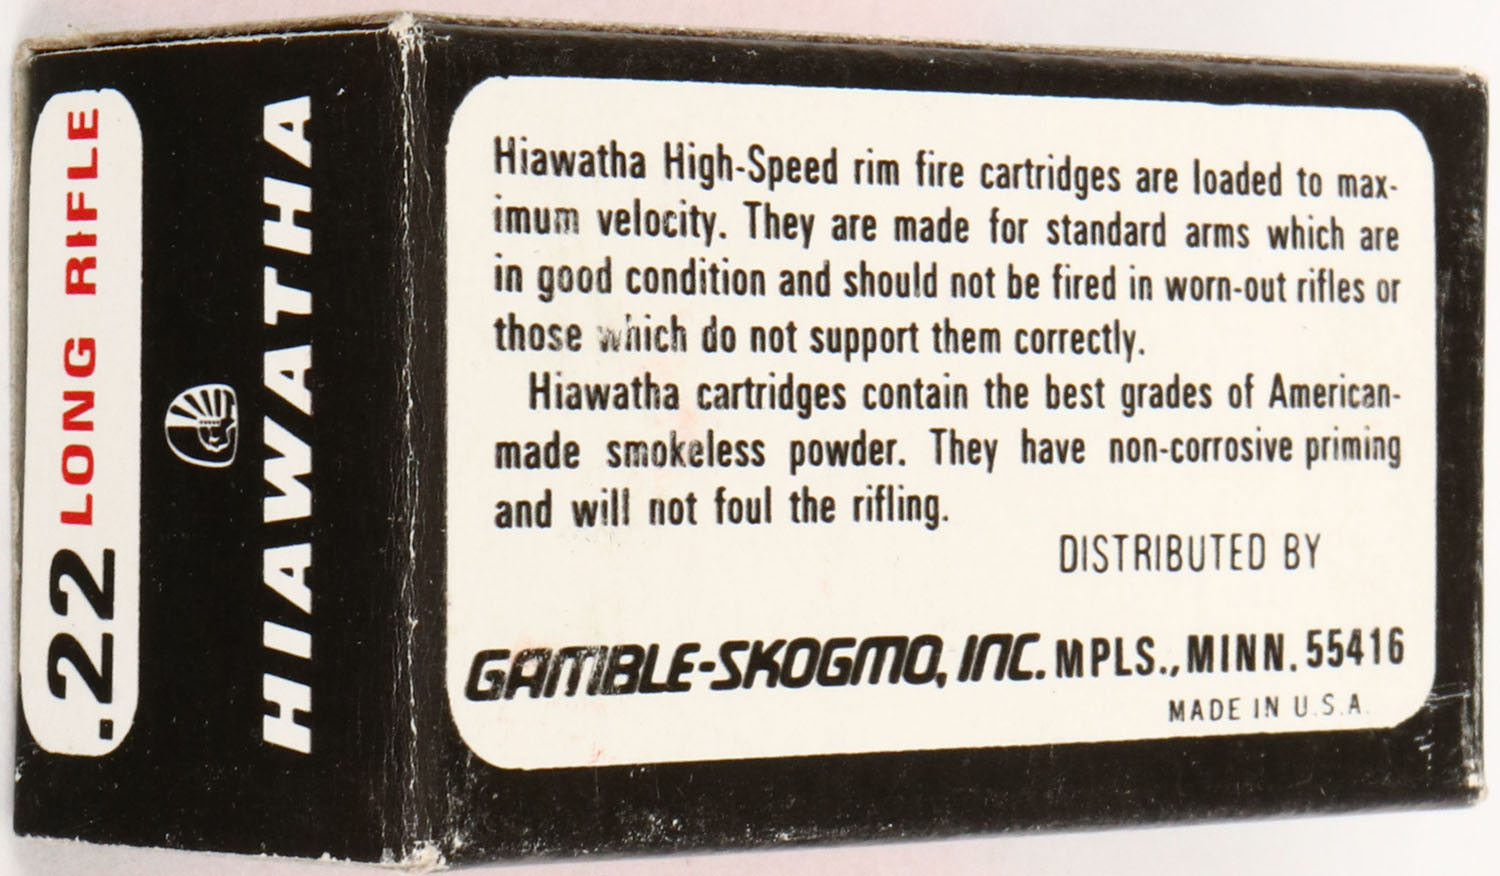 .22 LONG RIFLE
HIAWATHA
Hiawatha High-Speed rim fire cartridges are loaded to max-
imum velocity. They are made for standard arms which are
in good condition and should not be fired in worn-out rifles or
those which do not support them correctly.
Hiawatha cartridges contain the best grades of American-
made smokeless powder. They have non-corrosive priming
and will not foul the rifling.
DISTRIBUTED BY
GAMBLE-SKOGMO, INC. MPLS., MINN. 55416
MADE IN U.S.A.